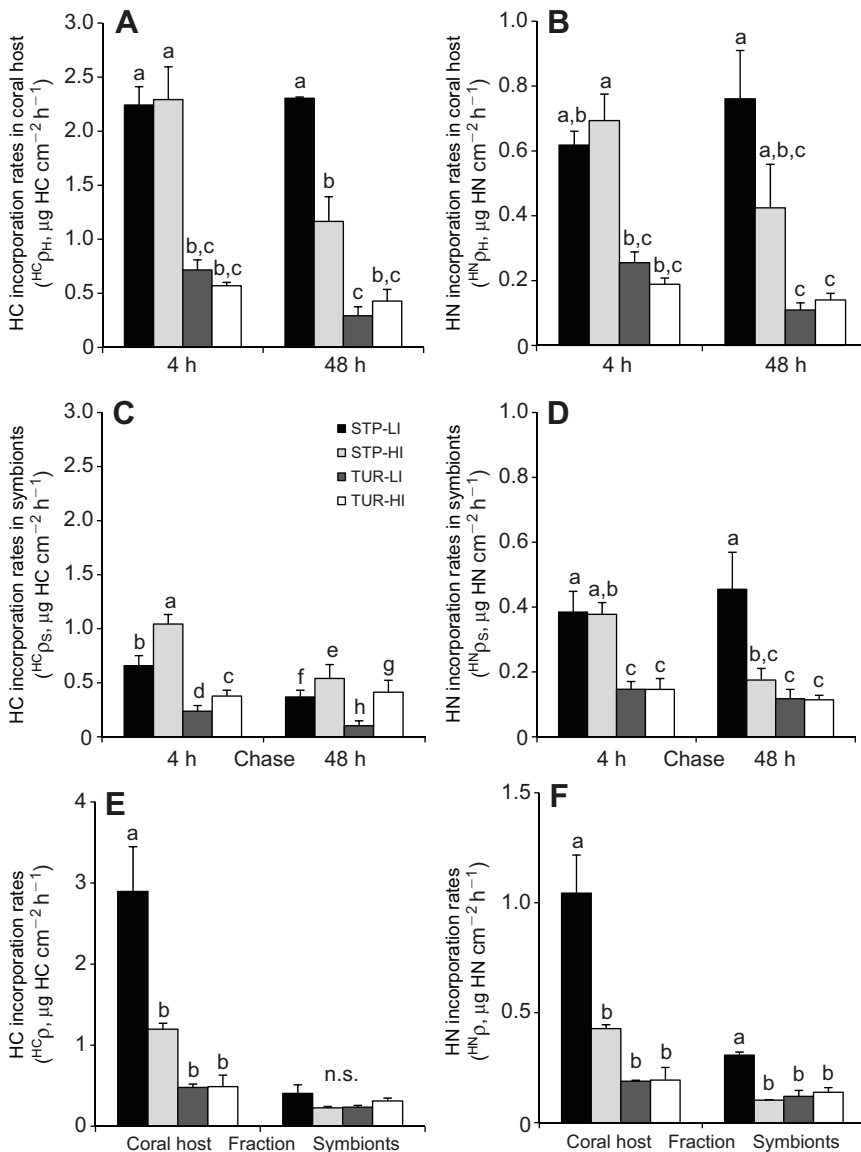 A
HC incorporation rates in coral host
(ᴴᶜρH, µg HC cm⁻² h⁻¹)
3.0
2.5
2.0
1.5
1.0
0.5
0
a
a
b,c
b,c
a
b
c
b,c
4 h
48 h
B
HN incorporation rates in coral host
(ᴴᴺρH, µg HN cm⁻² h⁻¹)
1.0
0.8
0.6
0.4
0.2
0
a,b
a
b,c
b,c
a
a,b,c
c
c
4 h
48 h
C
HC incorporation rates in symbionts
(ᴴᶜρS, µg HC cm⁻² h⁻¹)
3.0
2.5
2.0
1.5
1.0
0.5
0
STP-LI
STP-HI
TUR-LI
TUR-HI
b
a
d
c
f
e
h
g
4 h Chase 48 h
D
HN incorporation rates in symbionts
(ᴴᴺρS, µg HN cm⁻² h⁻¹)
1.0
0.8
0.6
0.4
0.2
0
a
a,b
c
c
a
b,c
c
c
4 h Chase 48 h
E
HC incorporation rates
(ᴴᶜρ, µg HC cm⁻² h⁻¹)
4
3
2
1
0
a
b
b
b
n.s.
Coral host Fraction Symbionts
F
HN incorporation rates
(ᴴᴺρ, µg HN cm⁻² h⁻¹)
1.5
1.0
0.5
0
a
b
b
b
a
b
b
b
Coral host Fraction Symbionts